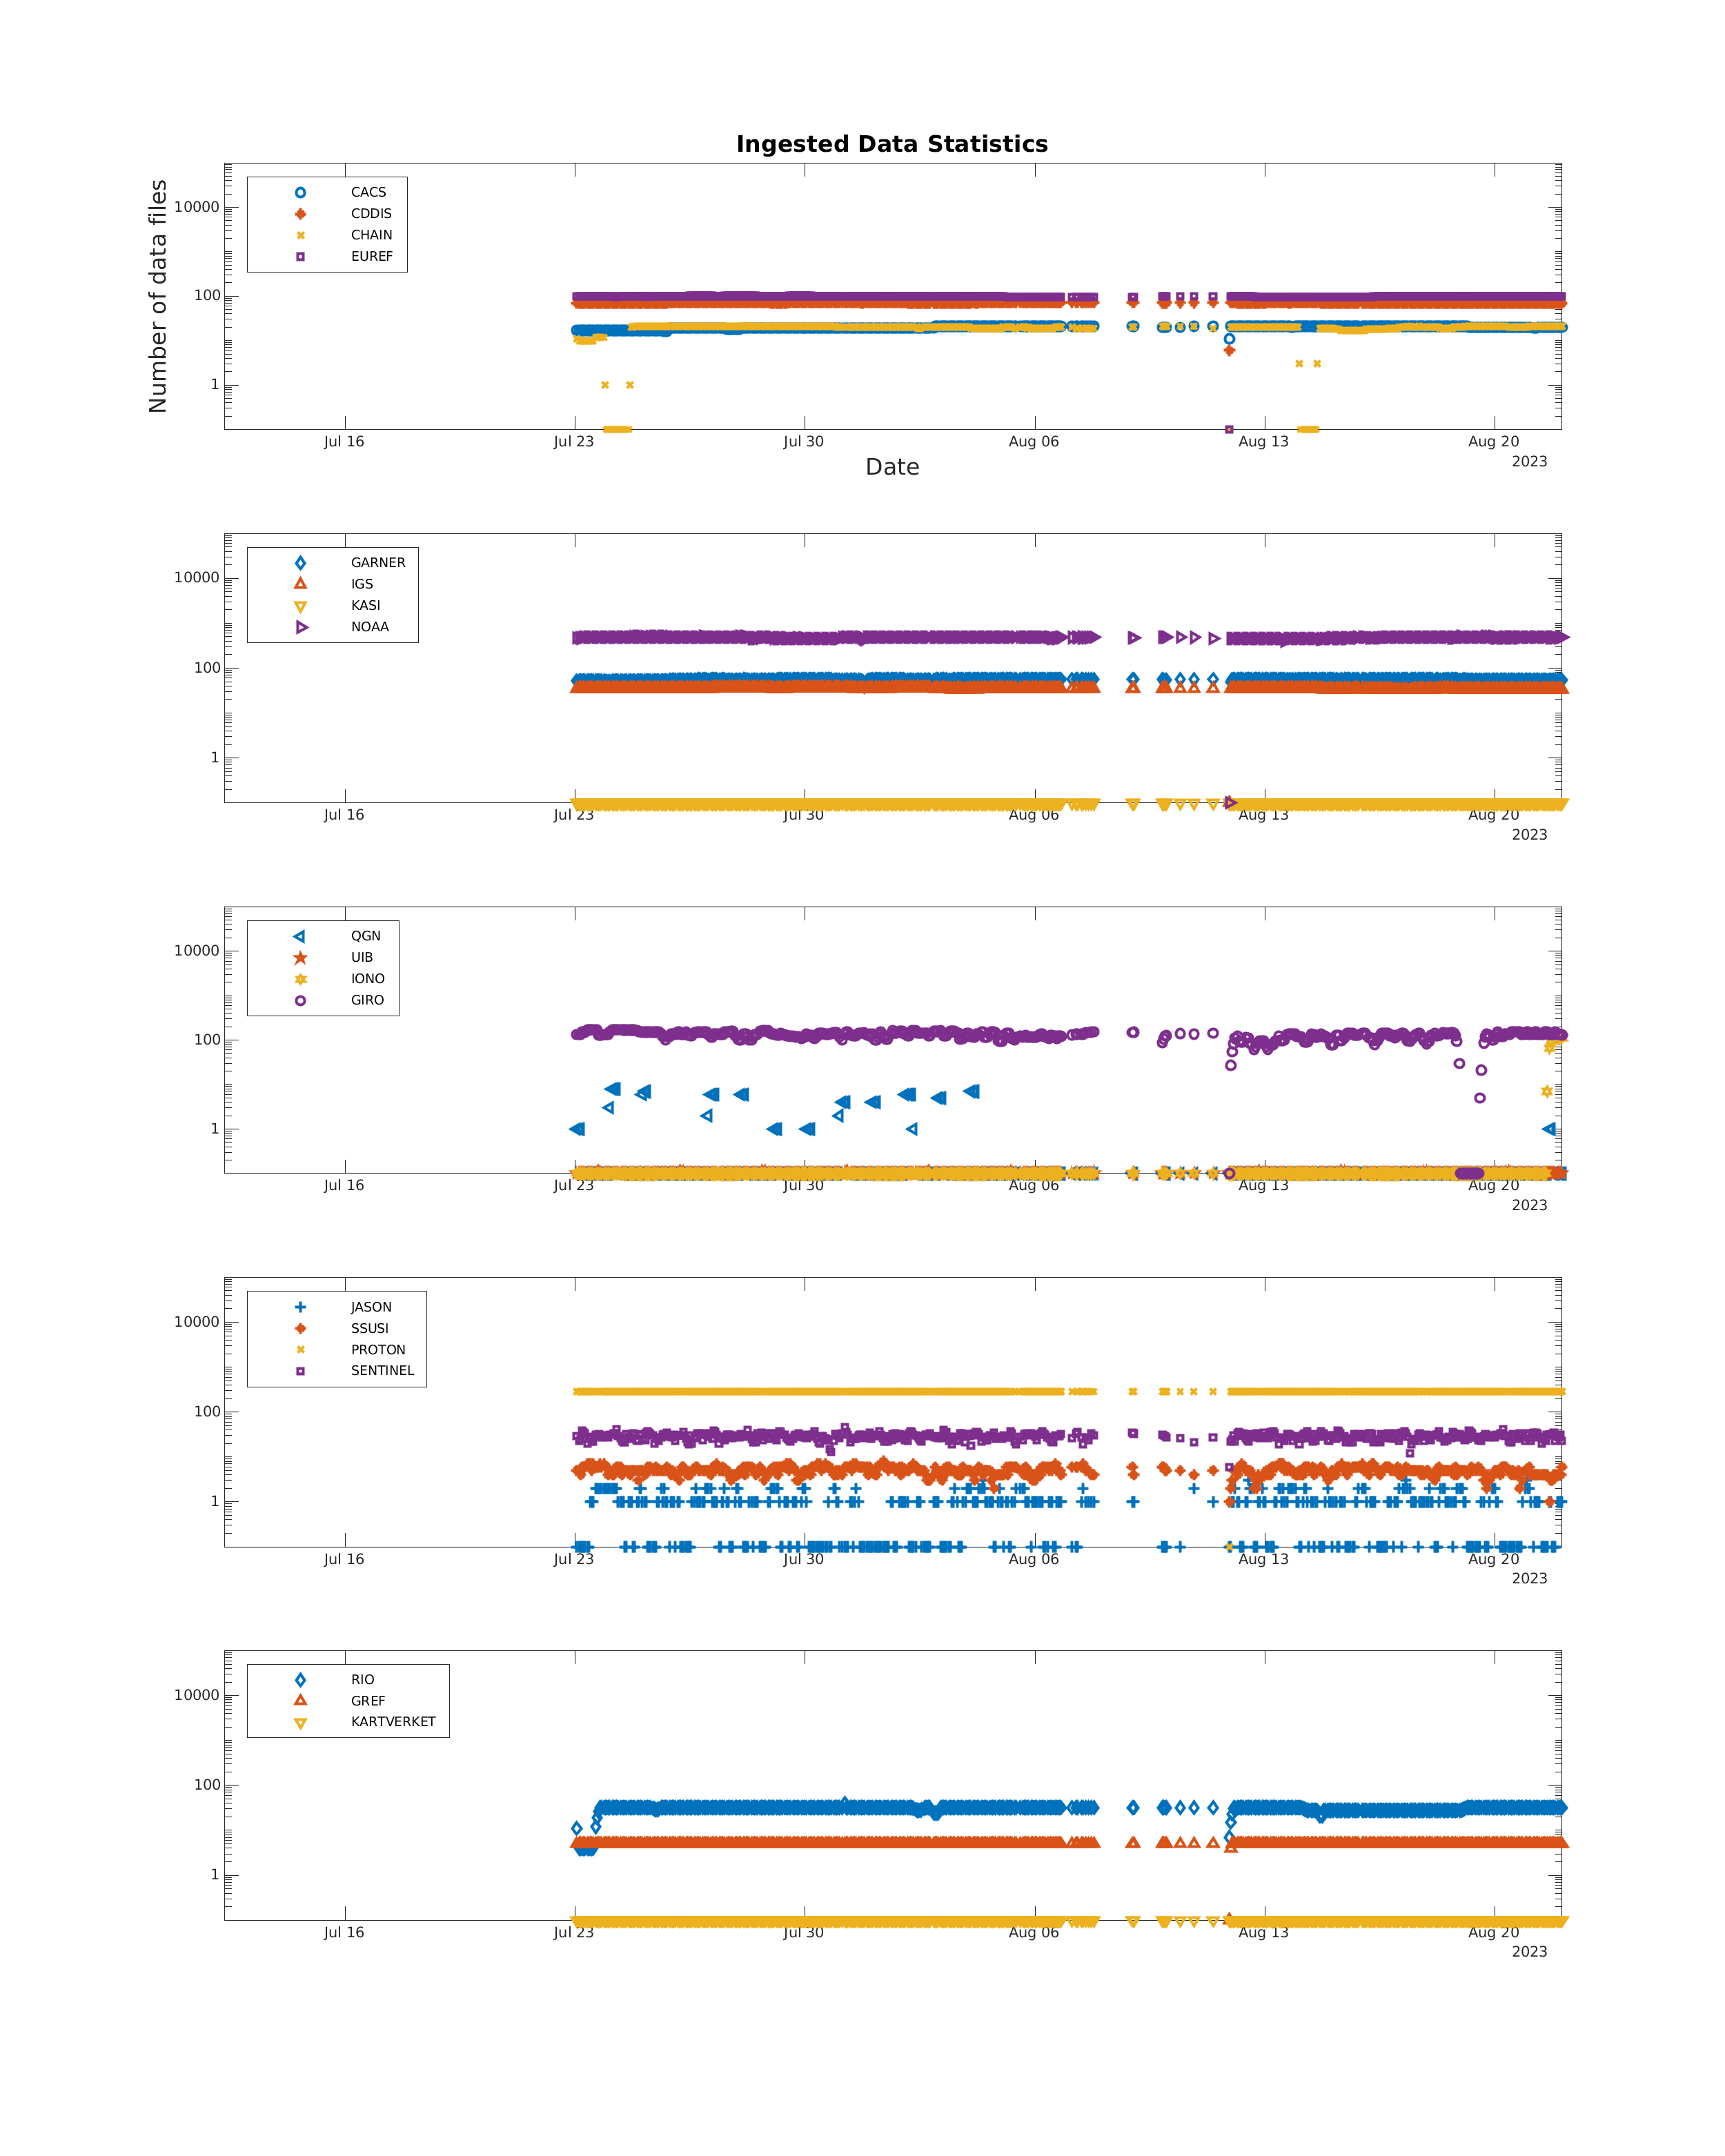 Ingested Data Statistics
Number of data files
CACS
CDDIS
CHAIN
EUREF
10000
100
1
Jul 16 Jul 23 Jul 30 Aug 06 Aug 13 Aug 20
2023
Date
GARNER
IGS
KASI
NOAA
10000
100
1
Jul 16 Jul 23 Jul 30 Aug 06 Aug 13 Aug 20
2023
QGN
UIB
IONO
GIRO
10000
100
1
Jul 16 Jul 23 Jul 30 Aug 06 Aug 13 Aug 20
2023
JASON
SSUSI
PROTON
SENTINEL
10000
100
1
Jul 16 Jul 23 Jul 30 Aug 06 Aug 13 Aug 20
2023
RIO
GREF
KARTVERKET
10000
100
1
Jul 16 Jul 23 Jul 30 Aug 06 Aug 13 Aug 20
2023